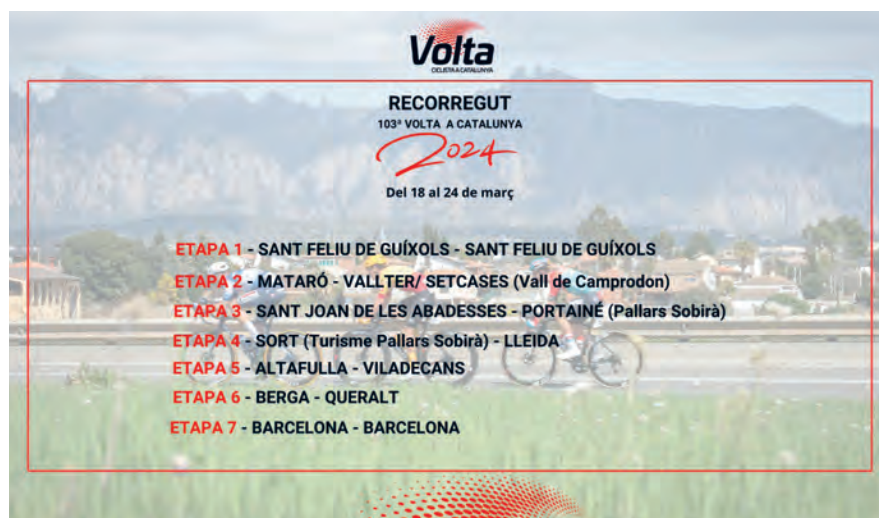 Volta
CICLISTA A CATALUNYA
RECORREGUT
103ª VOLTA A CATALUNYA
2024
Del 18 al 24 de març
ETAPA 1 - SANT FELIU DE GUÍXOLS - SANT FELIU DE GUÍXOLS
ETAPA 2 - MATARÓ - VALLTER/ SETCASES (Vall de Camprodon)
ETAPA 3 - SANT JOAN DE LES ABADESSES - PORTAINÉ (Pallars Sobirà)
ETAPA 4 - SORT (Turisme Pallars Sobirà) - LLEIDA
ETAPA 5 - ALTAFULLA - VILADECANS
ETAPA 6 - BERGA - QUERALT
ETAPA 7 - BARCELONA - BARCELONA